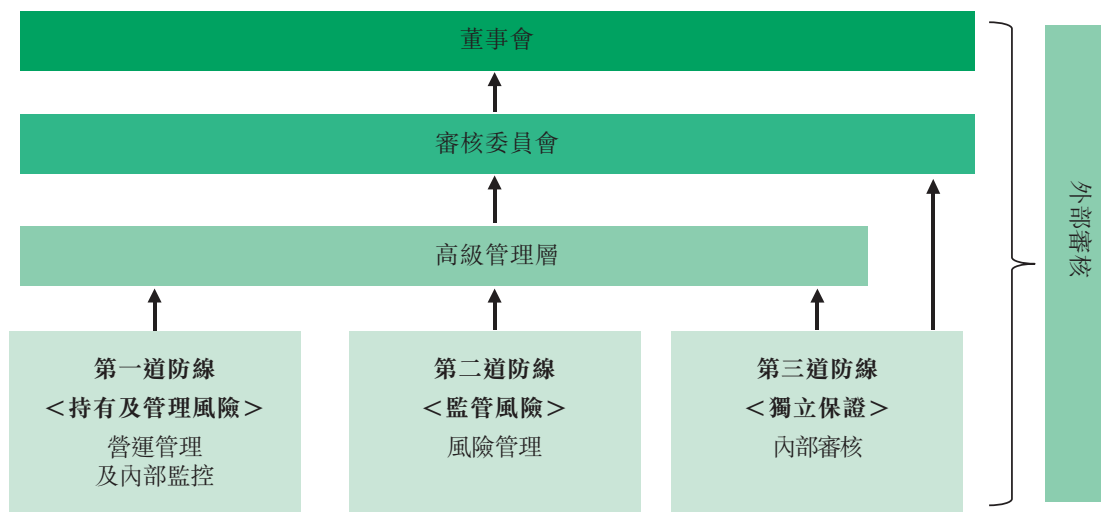 董事會
審核委員會
高級管理層
第一道防線
＜持有及管理風險＞
營運管理
及內部監控
第二道防線
＜監管風險＞
風險管理
第三道防線
＜獨立保證＞
內部審核
外部審核